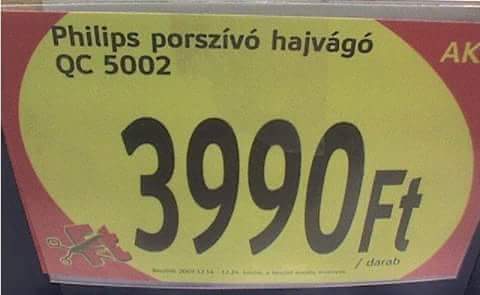 Philips porszívó hajvágó
QC 5002
AK
3990Ft
/ darab